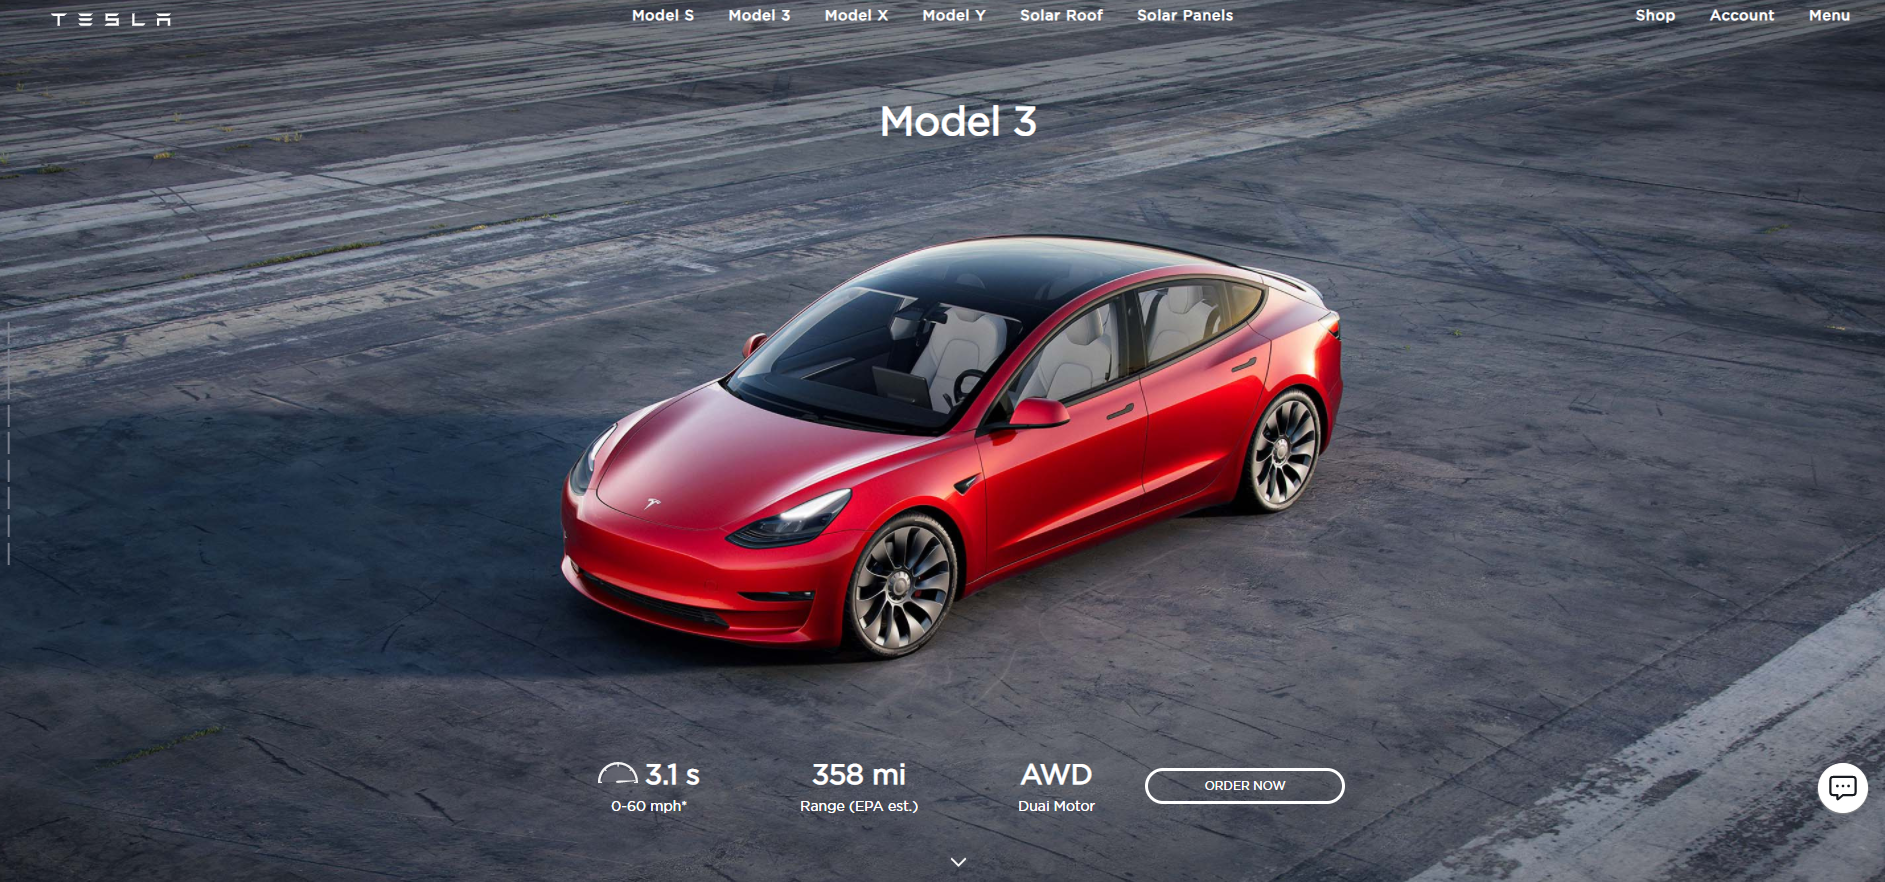 TESLA
Model S Model 3 Model X Model Y Solar Roof Solar Panels
Shop Account Menu
Model 3
3.1 s
0-60 mph*
358 mi
Range (EPA est.)
AWD
Dual Motor
ORDER NOW